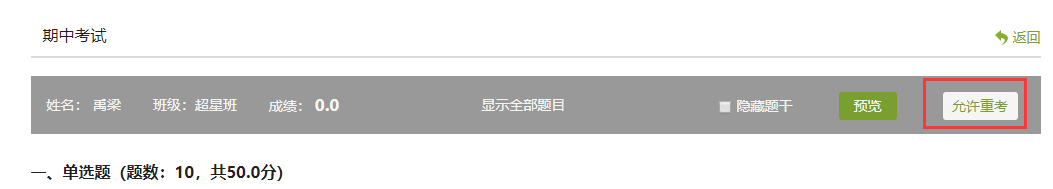 期中考试
返回
姓名： 禹梁 班级：超星班 成绩： 0.0 显示全部题目 隐藏题干 预览 允许重考
一、单选题（题数：10，共50.0分）